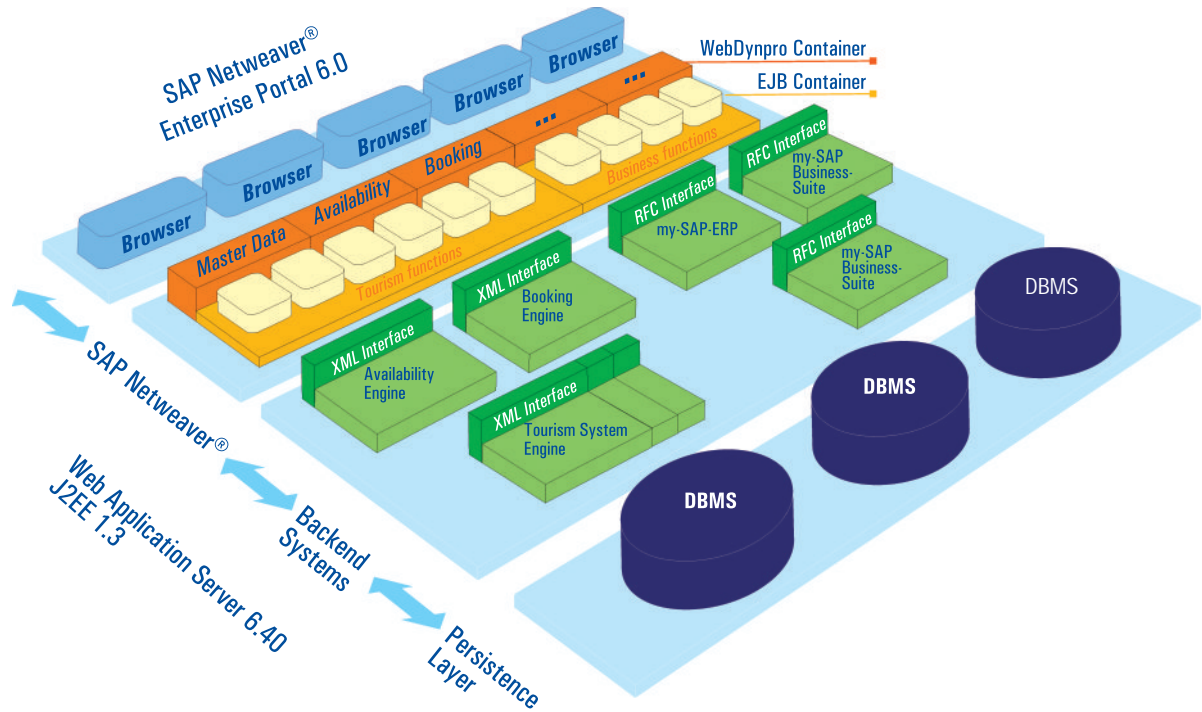 SAP Netweaver®
Enterprise Portal 6.0
Browser
Browser
Browser
Browser
Browser
WebDynpro Container
EJB Container
Master Data
Availability
Booking
...
...
Tourism functions
Business functions
RFC Interface
my-SAP
Business-
Suite
RFC Interface
my-SAP-ERP
RFC Interface
my-SAP
Business-
Suite
XML Interface
Booking
Engine
XML Interface
Availability
Engine
XML Interface
Tourism System
Engine
DBMS
DBMS
DBMS
SAP Netweaver®
Web Application Server 6.40
J2EE 1.3
Backend
Systems
Persistence
Layer